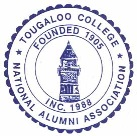 TOUGALOO COLLEGE
NATIONAL ALUMNI ASSOCIATION
FOUNDED 1905
INC. 1988